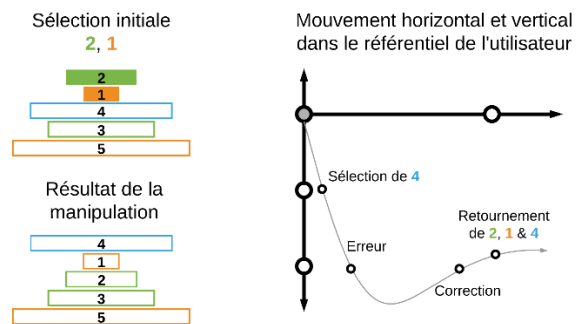 Sélection initiale
2, 1
2
1
4
3
5
Résultat de la
manipulation
4
1
2
3
5
Mouvement horizontal et vertical
dans le référentiel de l'utilisateur
Sélection de 4
Erreur
Retournement
de 2, 1 & 4
Correction